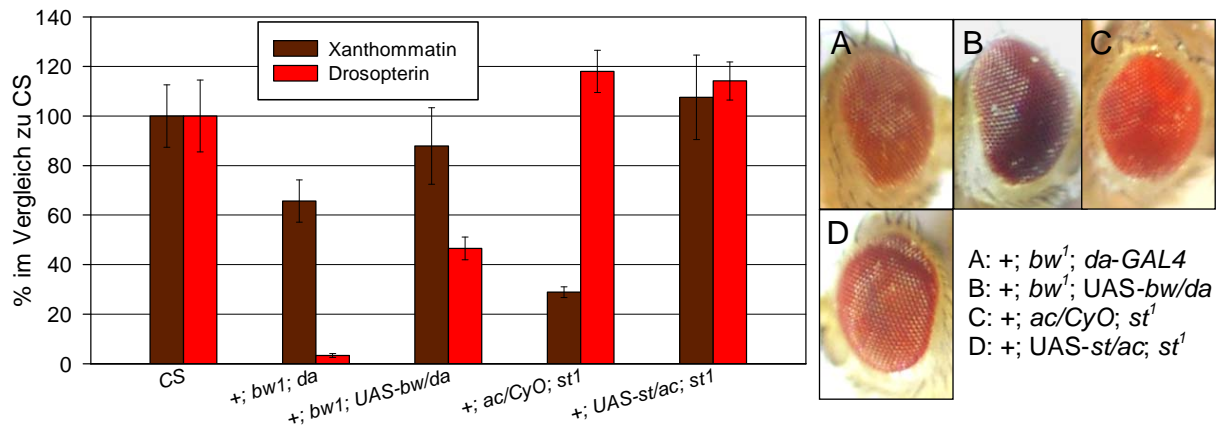 % im Vergleich zu CS
140
120
100
80
60
40
20
0
Xanthommatin
Drosopterin
CS
+; bw1; da
+; bw1; UAS-bw/da
+; ac/CyO; st1
+; UAS-st/ac; st1
A
B
C
D
A: +; bw¹; da-GAL4
B: +; bw¹; UAS-bw/da
C: +; ac/CyO; st¹
D: +; UAS-st/ac; st¹